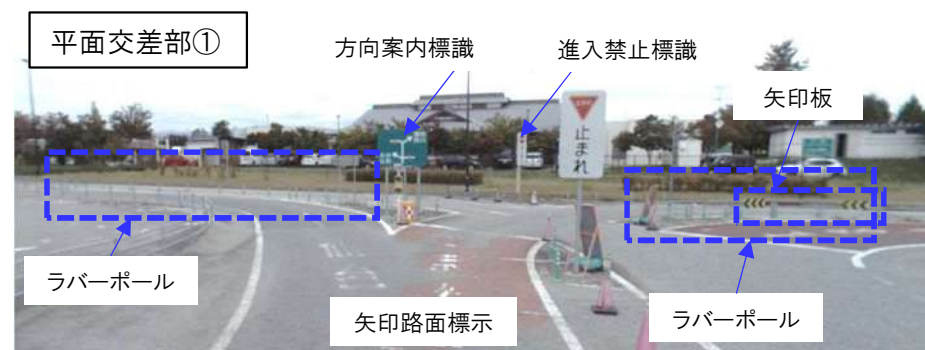 平面交差部①
方向案内標識
進入禁止標識
矢印板
止まれ
ラバーポール
矢印路面標示
ラバーポール